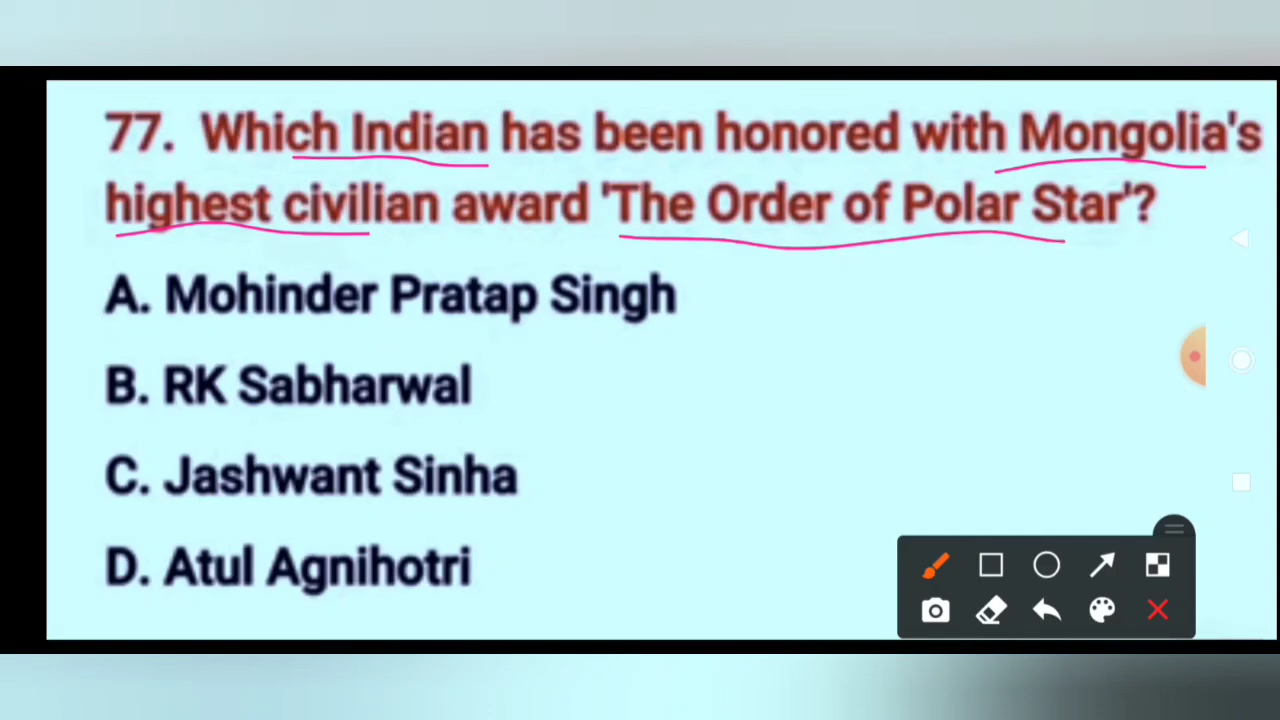 77. Which Indian has been honored with Mongolia's
highest civilian award 'The Order of Polar Star'?
A. Mohinder Pratap Singh
B. RK Sabharwal
C. Jashwant Sinha
D. Atul Agnihotri